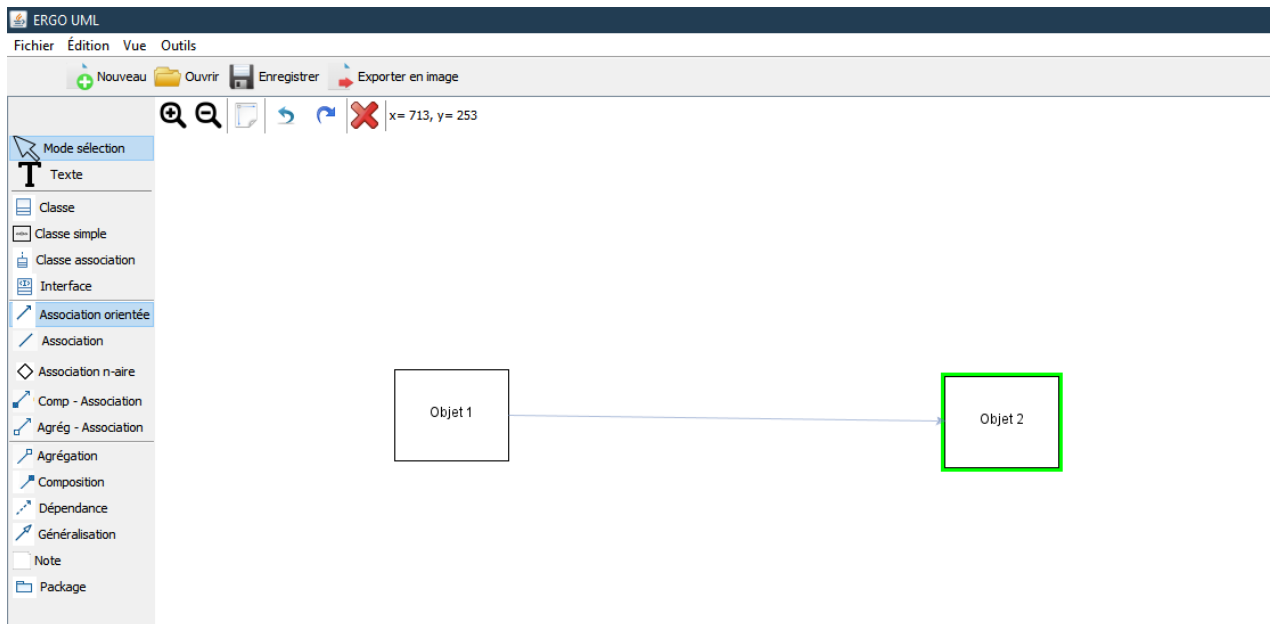 ERGO UML
Fichier Édition Vue Outils
Nouveau Ouvrir Enregistrer Exporter en image
x= 713, y= 253
Mode sélection
T Texte
Classe
Classe simple
Classe association
Interface
Association orientée
Association
Association n-aire
Comp - Association
Agrég - Association
Agrégation
Composition
Dépendance
Généralisation
Note
Package
Objet 1
Objet 2